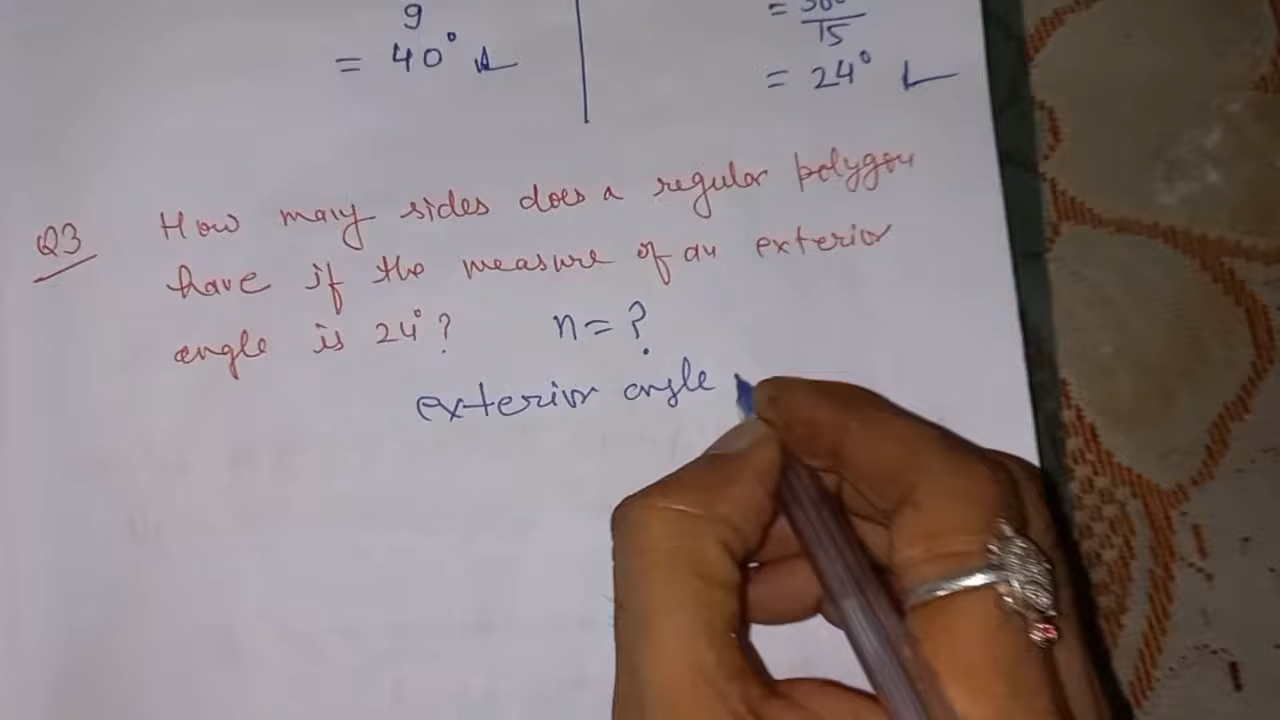 9
= 40°
= 360
15
= 24°
Q3 How many sides does a regular polygon
have if the measure of an exterior
angle is 24°? n = ?
exterior angle